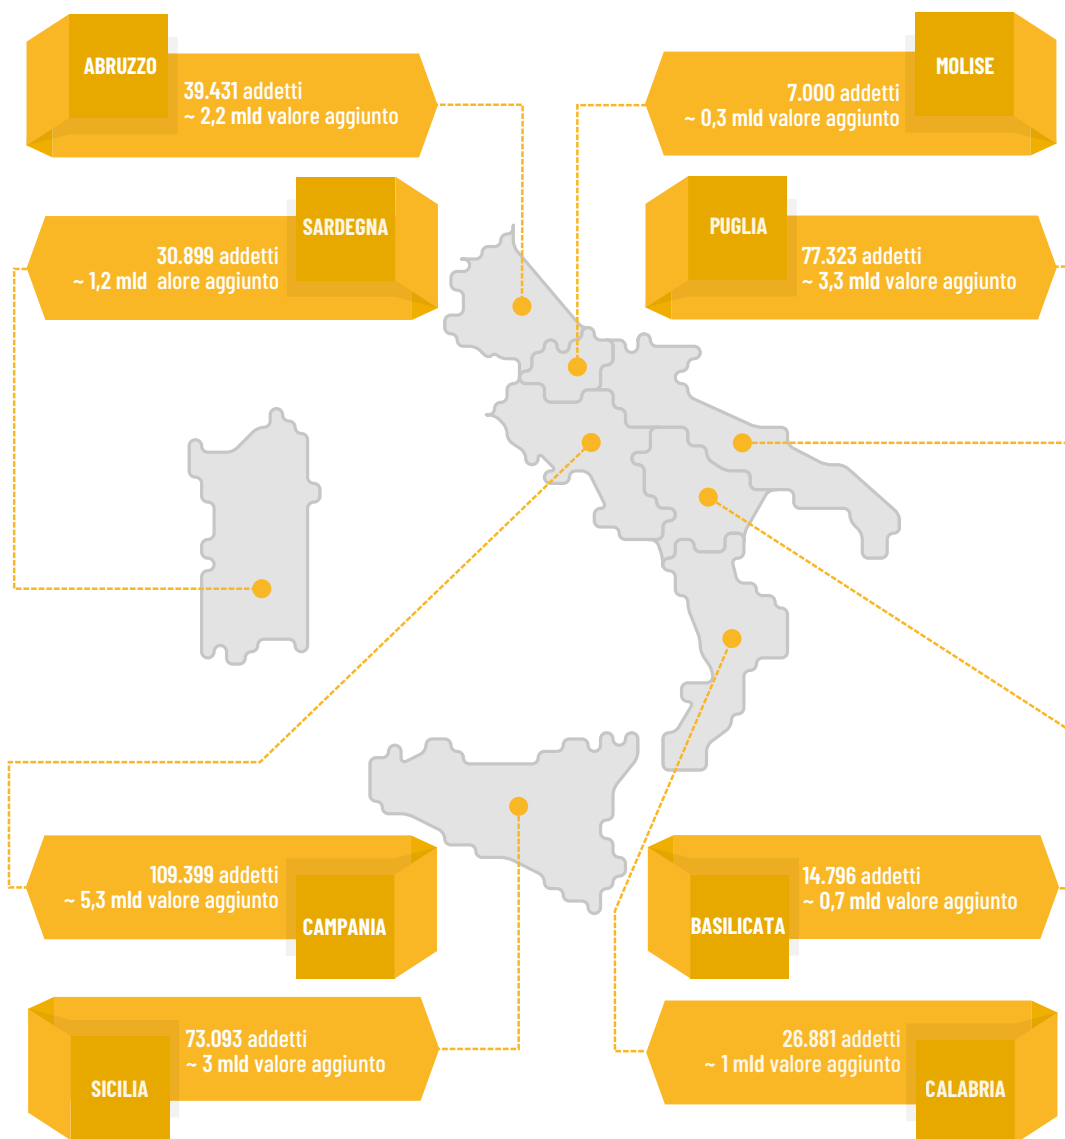 ABRUZZO
39.431 addetti
~ 2,2 mld valore aggiunto
MOLISE
7.000 addetti
~ 0,3 mld valore aggiunto
SARDEGNA
30.899 addetti
~ 1,2 mld  alore aggiunto
PUGLIA
77.323 addetti
~ 3,3 mld valore aggiunto
109.399 addetti
~ 5,3 mld valore aggiunto
CAMPANIA
14.796 addetti
~ 0,7 mld valore aggiunto
BASILICATA
73.093 addetti
~ 3 mld valore aggiunto
SICILIA
26.881 addetti
~ 1 mld valore aggiunto
CALABRIA